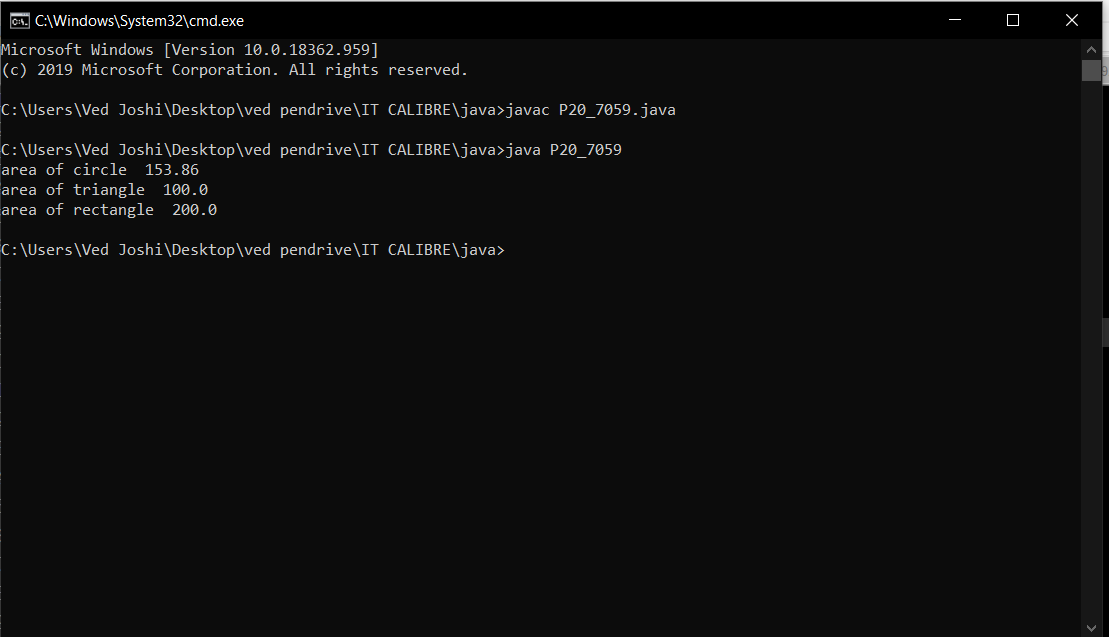 C:\Windows\System32\cmd.exe
Microsoft Windows [Version 10.0.18362.959]
(c) 2019 Microsoft Corporation. All rights reserved.
C:\Users\Ved Joshi\Desktop\ved pendrive\IT CALIBRE\java>javac P20_7059.java
C:\Users\Ved Joshi\Desktop\ved pendrive\IT CALIBRE\java>java P20_7059
area of circle  153.86
area of triangle  100.0
area of rectangle  200.0
C:\Users\Ved Joshi\Desktop\ved pendrive\IT CALIBRE\java>